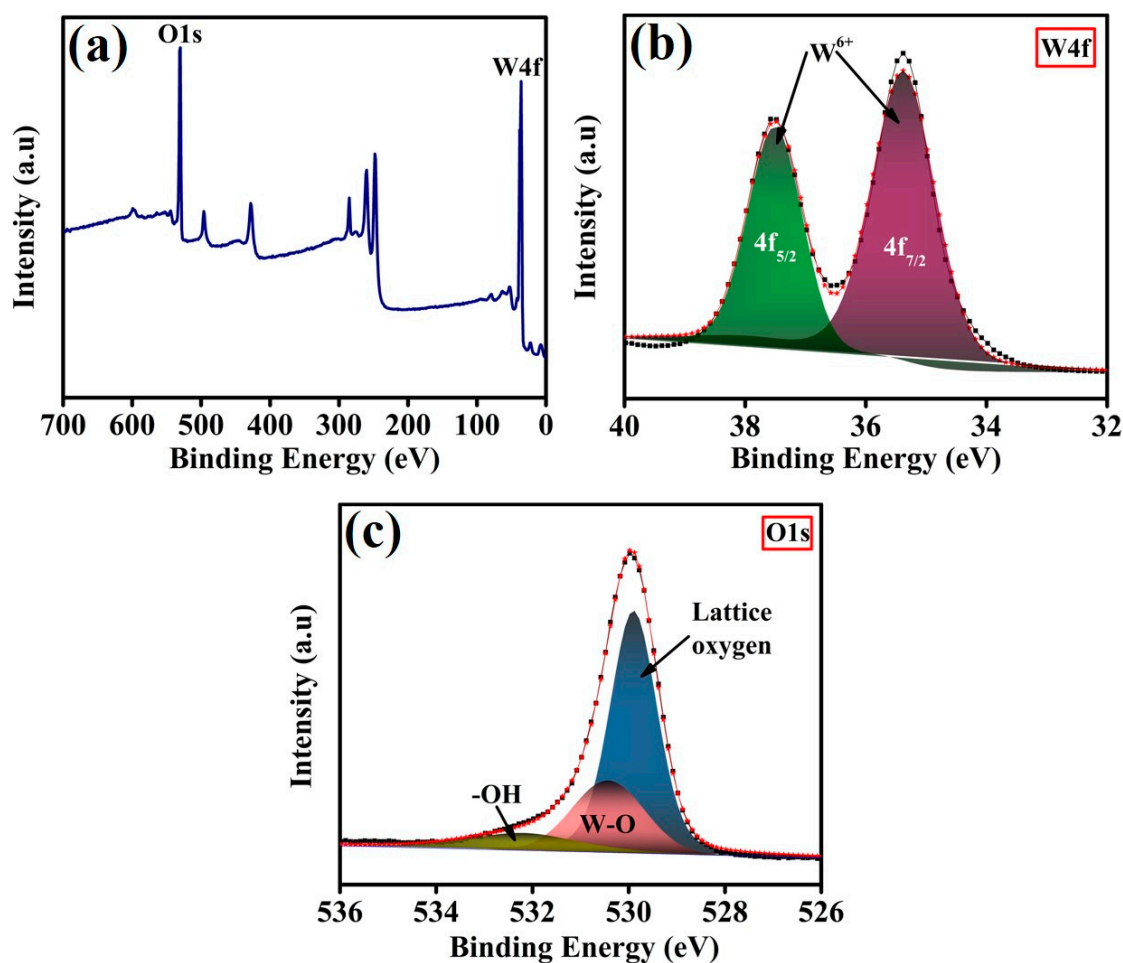 (a)
O1s
W4f
Intensity (a.u)
700 600 500 400 300 200 100 0
Binding Energy (eV)
(b)
W4f
W⁶⁺
4f₅/₂
4f₇/₂
Intensity (a.u)
40 38 36 34 32
Binding Energy (eV)
(c)
O1s
Lattice
oxygen
-OH
W-O
Intensity (a.u)
536 534 532 530 528 526
Binding Energy (eV)